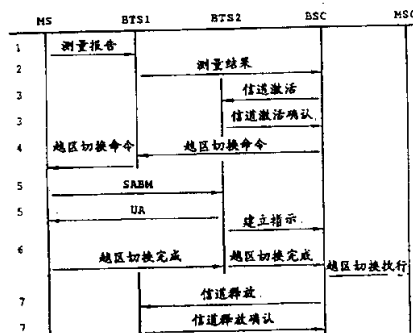 MS BTS1 BTS2 BSC MSC
1 测量报告
2 测量结果
3 信道激活
3 信道激活确认
4 越区切换命令 越区切换命令
5 SABM
5 UA 建立指示
6 越区切换完成 越区切换完成 越区切换执行
7 信道释放
7 信道释放确认